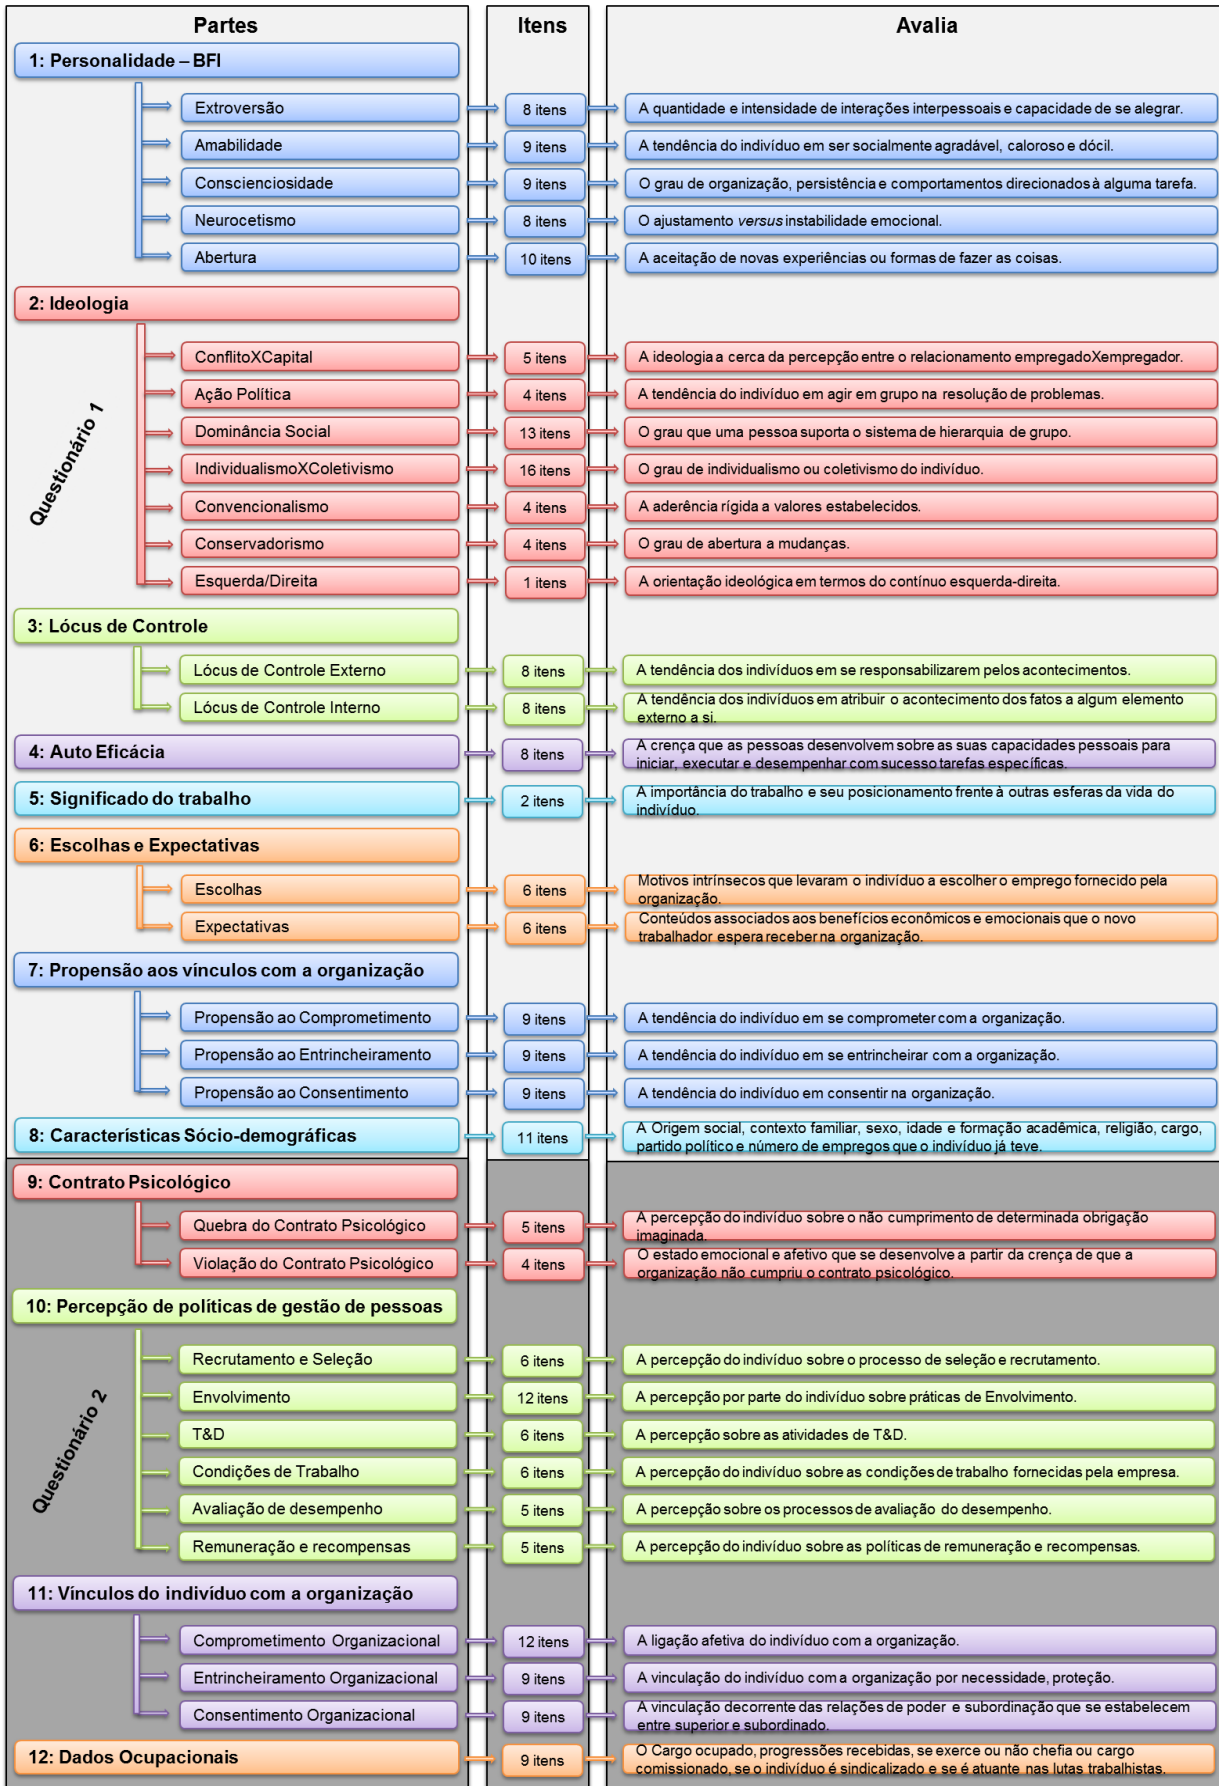 Partes
Itens
Avalia
1: Personalidade – BFI
Extroversão
8 itens
A quantidade e intensidade de interações interpessoais e capacidade de se alegrar.
Amabilidade
9 itens
A tendência do indivíduo em ser socialmente agradável, caloroso e dócil.
Conscienciosidade
9 itens
O grau de organização, persistência e comportamentos direcionados à alguma tarefa.
Neurocetismo
8 itens
O ajustamento versus instabilidade emocional.
Abertura
10 itens
A aceitação de novas experiências ou formas de fazer as coisas.
2: Ideologia
Questionário 1
ConflitoXCapital
5 itens
A ideologia a cerca da percepção entre o relacionamento empregadoXempregador.
Ação Política
4 itens
A tendência do indivíduo em agir em grupo na resolução de problemas.
Dominância Social
13 itens
O grau que uma pessoa suporta o sistema de hierarquia de grupo.
IndividualismoXColetivismo
16 itens
O grau de individualismo ou coletivismo do indivíduo.
Convencionalismo
4 itens
A aderência rígida a valores estabelecidos.
Conservadorismo
4 itens
O grau de abertura a mudanças.
Esquerda/Direita
1 itens
A orientação ideológica em termos do contínuo esquerda-direita.
3: Lócus de Controle
Lócus de Controle Externo
8 itens
A tendência dos indivíduos em se responsabilizarem pelos acontecimentos.
Lócus de Controle Interno
8 itens
A tendência dos indivíduos em atribuir o acontecimento dos fatos a algum elemento
externo a si.
4: Auto Eficácia
8 itens
A crença que as pessoas desenvolvem sobre as suas capacidades pessoais para
iniciar, executar e desempenhar com sucesso tarefas específicas.
5: Significado do trabalho
2 itens
A importância do trabalho e seu posicionamento frente à outras esferas da vida do
indivíduo.
6: Escolhas e Expectativas
Escolhas
6 itens
Motivos intrínsecos que levaram o indivíduo a escolher o emprego fornecido pela
organização.
Expectativas
6 itens
Conteúdos associados aos benefícios econômicos e emocionais que o novo
trabalhador espera receber na organização.
7: Propensão aos vínculos com a organização
Propensão ao Comprometimento
9 itens
A tendência do indivíduo em se comprometer com a organização.
Propensão ao Entrincheiramento
9 itens
A tendência do indivíduo em se entrincheirar com a organização.
Propensão ao Consentimento
9 itens
A tendência do indivíduo em consentir na organização.
8: Características Sócio-demográficas
11 itens
A Origem social, contexto familiar, sexo, idade e formação acadêmica, religião, cargo,
partido político e número de empregos que o indivíduo já teve.
9: Contrato Psicológico
Quebra do Contrato Psicológico
5 itens
A percepção do indivíduo sobre o não cumprimento de determinada obrigação
imaginada.
Violação do Contrato Psicológico
4 itens
O estado emocional e afetivo que se desenvolve a partir da crença de que a
organização não cumpriu o contrato psicológico.
10: Percepção de políticas de gestão de pessoas
Questionário 2
Recrutamento e Seleção
6 itens
A percepção do indivíduo sobre o processo de seleção e recrutamento.
Envolvimento
12 itens
A percepção por parte do indivíduo sobre práticas de Envolvimento.
T&D
6 itens
A percepção sobre as atividades de T&D.
Condições de Trabalho
6 itens
A percepção do indivíduo sobre as condições de trabalho fornecidas pela empresa.
Avaliação de desempenho
5 itens
A percepção sobre os processos de avaliação do desempenho.
Remuneração e recompensas
5 itens
A percepção do indivíduo sobre as políticas de remuneração e recompensas.
11: Vínculos do indivíduo com a organização
Comprometimento Organizacional
12 itens
A ligação afetiva do indivíduo com a organização.
Entrincheiramento Organizacional
9 itens
A vinculação do indivíduo com a organização por necessidade, proteção.
Consentimento Organizacional
9 itens
A vinculação decorrente das relações de poder e subordinação que se estabelecem
entre superior e subordinado.
12: Dados Ocupacionais
9 itens
O Cargo ocupado, progressões recebidas, se exerce ou não chefia ou cargo
comissionado, se o indivíduo é sindicalizado e se é atuante nas lutas trabalhistas.